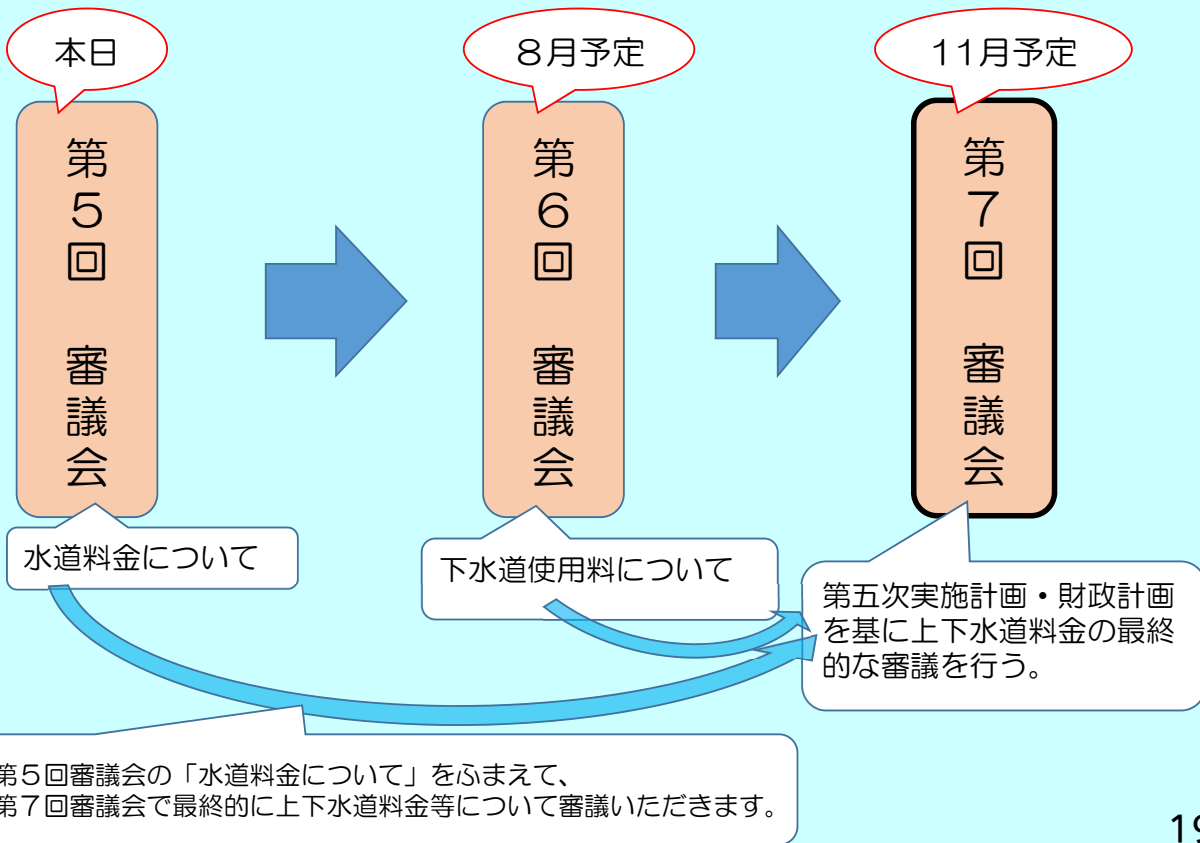 本日
8月予定
11月予定
第5回 審議会
第6回 審議会
第7回 審議会
水道料金について
下水道使用料について
第五次実施計画・財政計画
を基に上下水道料金の最終
的な審議を行う。
第5回審議会の「水道料金について」をふまえて、
第7回審議会で最終的に上下水道料金等について審議いただきます。
19